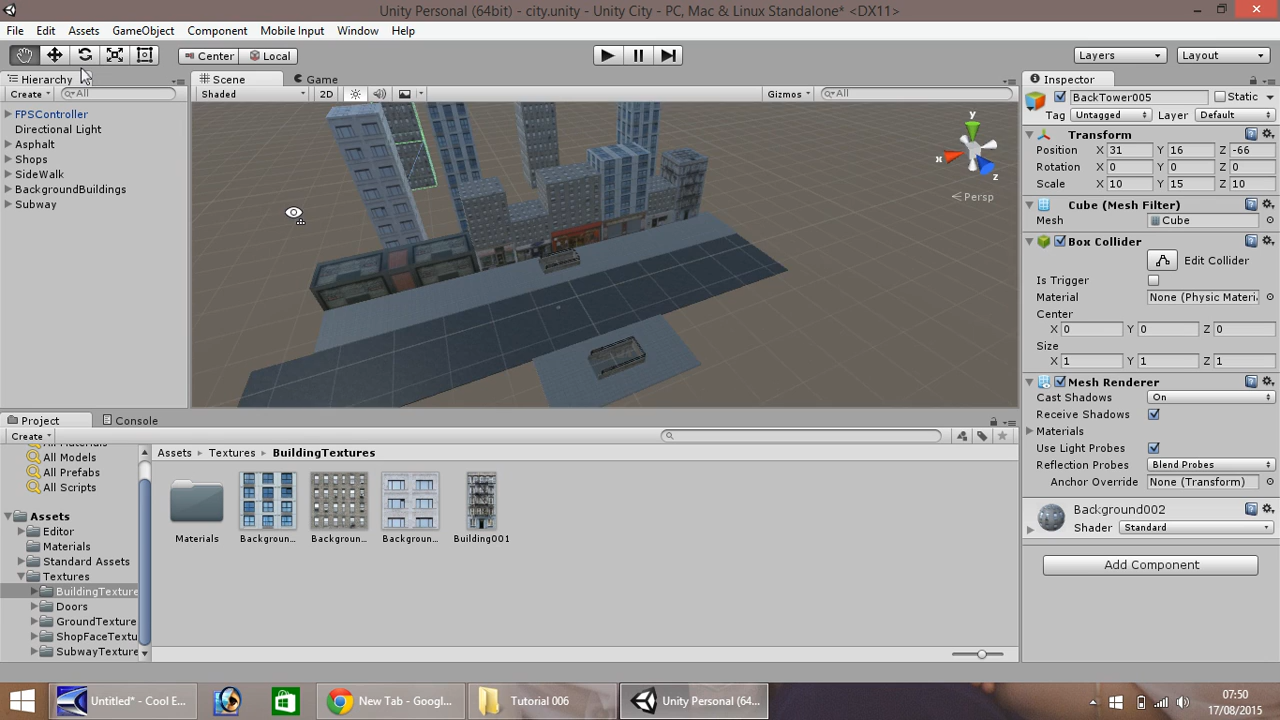 Unity Personal (64bit) - city.unity - Unity City - PC, Mac & Linux Standalone* <DX11>
File Edit Assets GameObject Component Mobile Input Window Help
Center Local Layers Layout
Hierarchy Scene Game Inspector
Create All Shaded 2D Gizmos All BackTower005 Static
FPSController Tag Untagged Layer Default
Directional Light
Asphalt
Shops
SideWalk
BackgroundBuildings
Subway
y
x
z
Persp
Transform
Position X 31 Y 16 Z -66
Rotation X 0 Y 0 Z 0
Scale X 10 Y 15 Z 10
Cube (Mesh Filter)
Mesh Cube
Box Collider
Edit Collider
Is Trigger
Material None (Physic Materi
Center
X 0 Y 0 Z 0
Size
X 1 Y 1 Z 1
Mesh Renderer
Cast Shadows On
Receive Shadows
Materials
Use Light Probes
Reflection Probes Blend Probes
Anchor Override None (Transform)
Background002
Shader Standard
Add Component
Project Console
Create
All Materials
All Models
All Prefabs
All Scripts
Assets
Editor
Materials
Standard Assets
Textures
BuildingTexture
Doors
GroundTexture
ShopFaceTextu
SubwayTexture
Assets Textures BuildingTextures
Materials Backgroun... Backgroun... Backgroun... Building001
Untitled* - Cool E... New Tab - Googl... Tutorial 006 Unity Personal (64...
07:50
17/08/2015